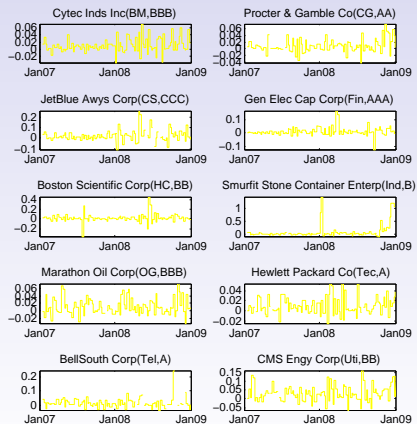 Cytec Inds Inc(BM,BBB)
0.06
0.04
0.02
0
−0.02
Jan07 Jan08 Jan09
Procter & Gamble Co(CG,AA)
0.06
0.04
0.02
0
−0.02
−0.04
Jan07 Jan08 Jan09
JetBlue Awys Corp(CS,CCC)
0.2
0.1
0
−0.1
Jan07 Jan08 Jan09
Gen Elec Cap Corp(Fin,AAA)
0.1
0
−0.1
Jan07 Jan08 Jan09
Boston Scientific Corp(HC,BB)
0.4
0.2
0
−0.2
Jan07 Jan08 Jan09
Smurfit Stone Container Enterp(Ind,B)
1
0.5
0
Jan07 Jan08 Jan09
Marathon Oil Corp(OG,BBB)
0.06
0.04
0.02
0
−0.02
Jan07 Jan08 Jan09
Hewlett Packard Co(Tec,A)
0.04
0.02
0
−0.02
Jan07 Jan08 Jan09
BellSouth Corp(Tel,A)
0.2
0.1
0
CMS Engy Corp(Uti,BB)
0.15
0.1
0.05
0
−0.05